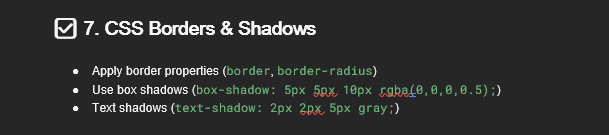 7. CSS Borders & Shadows
● Apply border properties (border, border-radius)
● Use box shadows (box-shadow: 5px 5px 10px rgba(0,0,0,0.5);)
● Text shadows (text-shadow: 2px 2px 5px gray;)